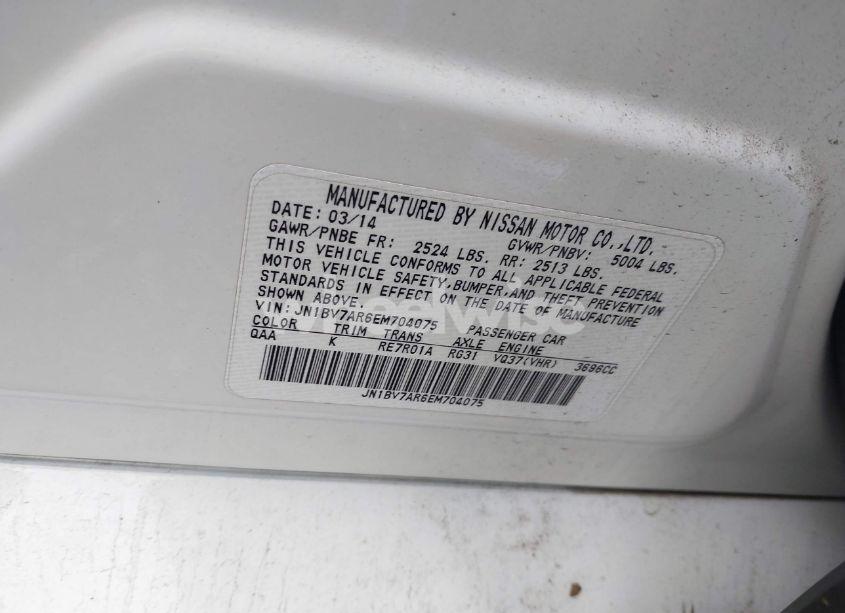 MANUFACTURED BY NISSAN MOTOR CO.,LTD.
DATE: 03/14 GVWR/PNBV: 5004 LBS.
GAWR/PNBE FR: 2524 LBS. RR: 2513 LBS.
THIS VEHICLE CONFORMS TO ALL APPLICABLE FEDERAL
MOTOR VEHICLE SAFETY,BUMPER,AND THEFT PREVENTION
STANDARDS IN EFFECT ON THE DATE OF MANUFACTURE
SHOWN ABOVE.
VIN: JN1BV7AR6EM704075 PASSENGER CAR
COLOR TRIM TRANS AXLE ENGINE
QAA K RE7R01A RG31 VQ37(VHR) 3696CC
JN1BV7AR6EM704075